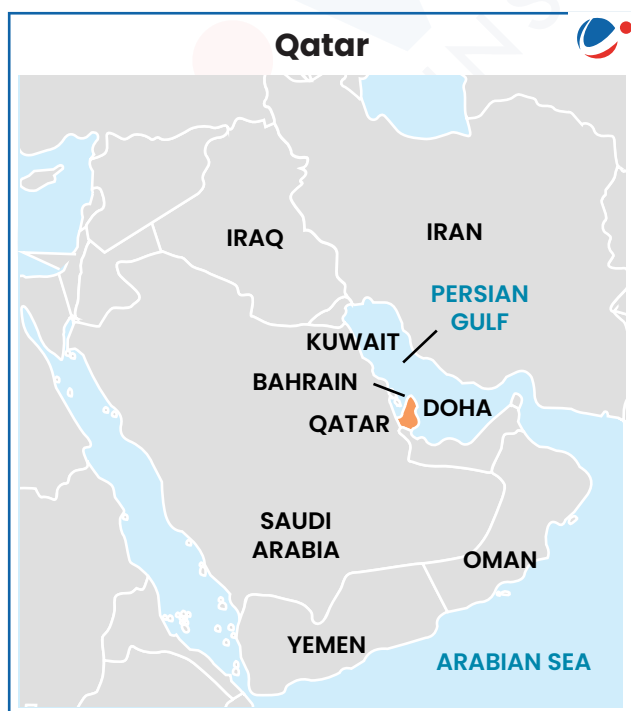 Qatar
IRAQ
IRAN
PERSIAN
GULF
KUWAIT
BAHRAIN
DOHA
QATAR
SAUDI
ARABIA
OMAN
YEMEN
ARABIAN SEA